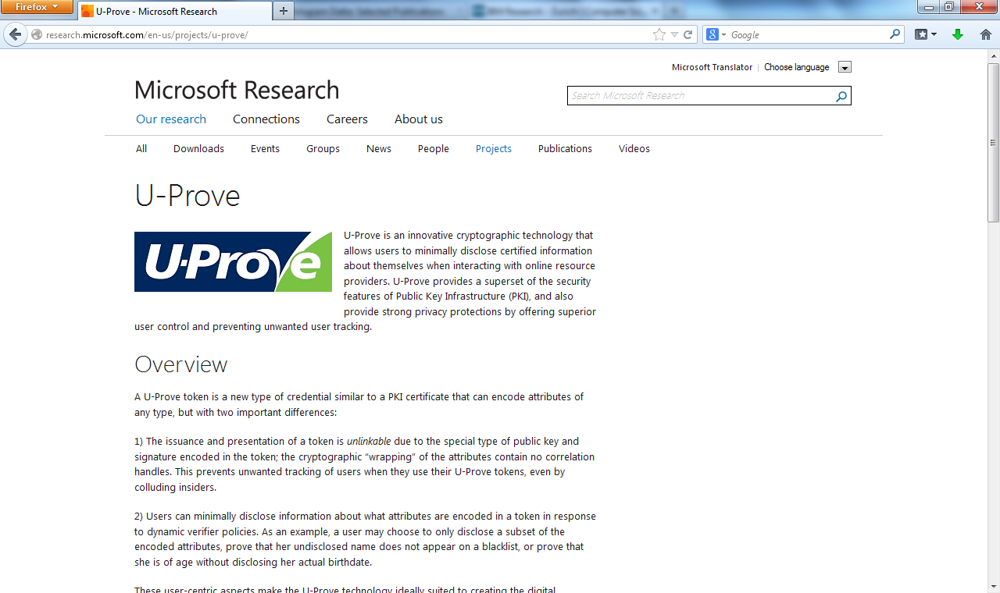 Firefox
U-Prove - Microsoft Research
research.microsoft.com/en-us/projects/u-prove/
Google
Microsoft Translator | Choose language
Microsoft Research
Search Microsoft Research
Our research Connections Careers About us
All Downloads Events Groups News People Projects Publications Videos
U-Prove
U-Prove
U-Prove is an innovative cryptographic technology that
allows users to minimally disclose certified information
about themselves when interacting with online resource
providers. U-Prove provides a superset of the security
features of Public Key Infrastructure (PKI), and also
provide strong privacy protections by offering superior
user control and preventing unwanted user tracking.
Overview
A U-Prove token is a new type of credential similar to a PKI certificate that can encode attributes of
any type, but with two important differences:
1) The issuance and presentation of a token is unlinkable due to the special type of public key and
signature encoded in the token; the cryptographic “wrapping” of the attributes contain no correlation
handles. This prevents unwanted tracking of users when they use their U-Prove tokens, even by
colluding insiders.
2) Users can minimally disclose information about what attributes are encoded in a token in response
to dynamic verifier policies. As an example, a user may choose to only disclose a subset of the
encoded attributes, prove that her undisclosed name does not appear on a blacklist, or prove that
she is of age without disclosing her actual birthdate.
These user-centric aspects make the U-Prove technology ideally suited to creating the digital